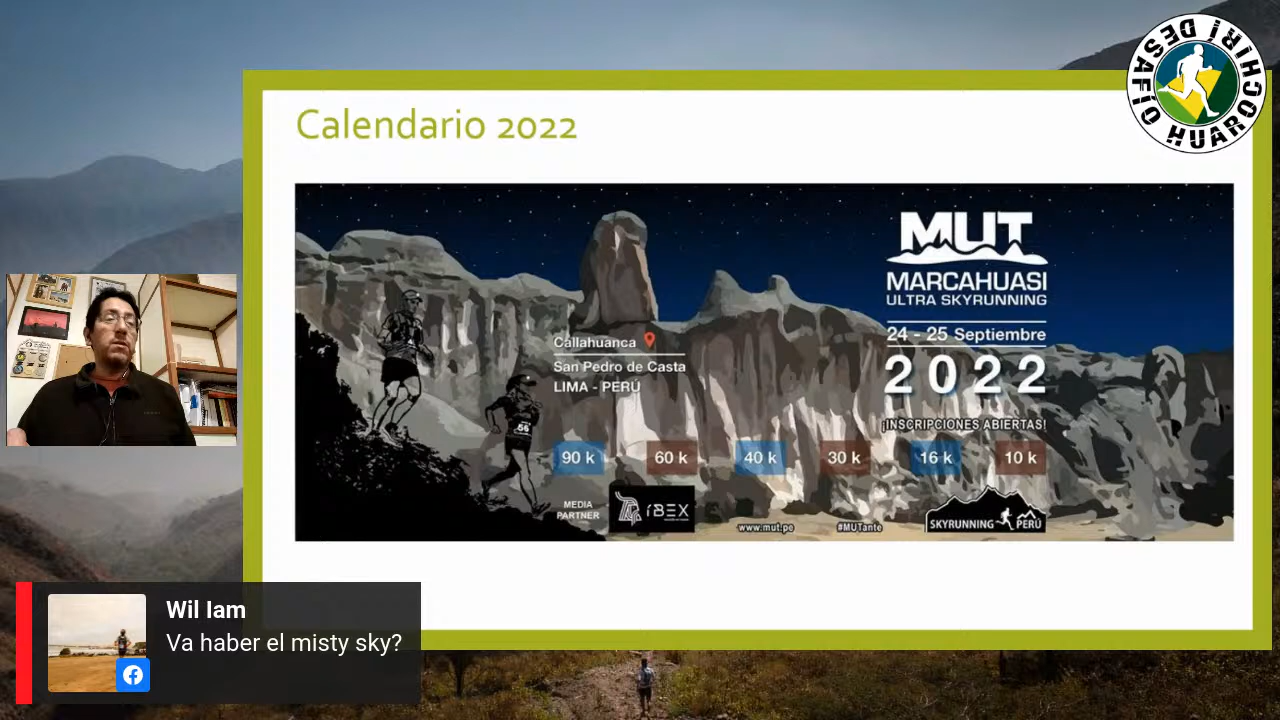 DESAFÍO HUAROCHIRÍ
Calendario 2022
MUT
MARCAHUASI
ULTRA SKYRUNNING
24 - 25 Septiembre
2022
¡INSCRIPCIONES ABIERTAS!
Callahuanca
San Pedro de Casta
LIMA - PERÚ
56
90 k
60 k
40 k
30 k
16 k
10 k
MEDIA
PARTNER
IBEX
www.mut.pe
#MUTante
SKYRUNNING PERÚ
Wil Iam
Va haber el misty sky?